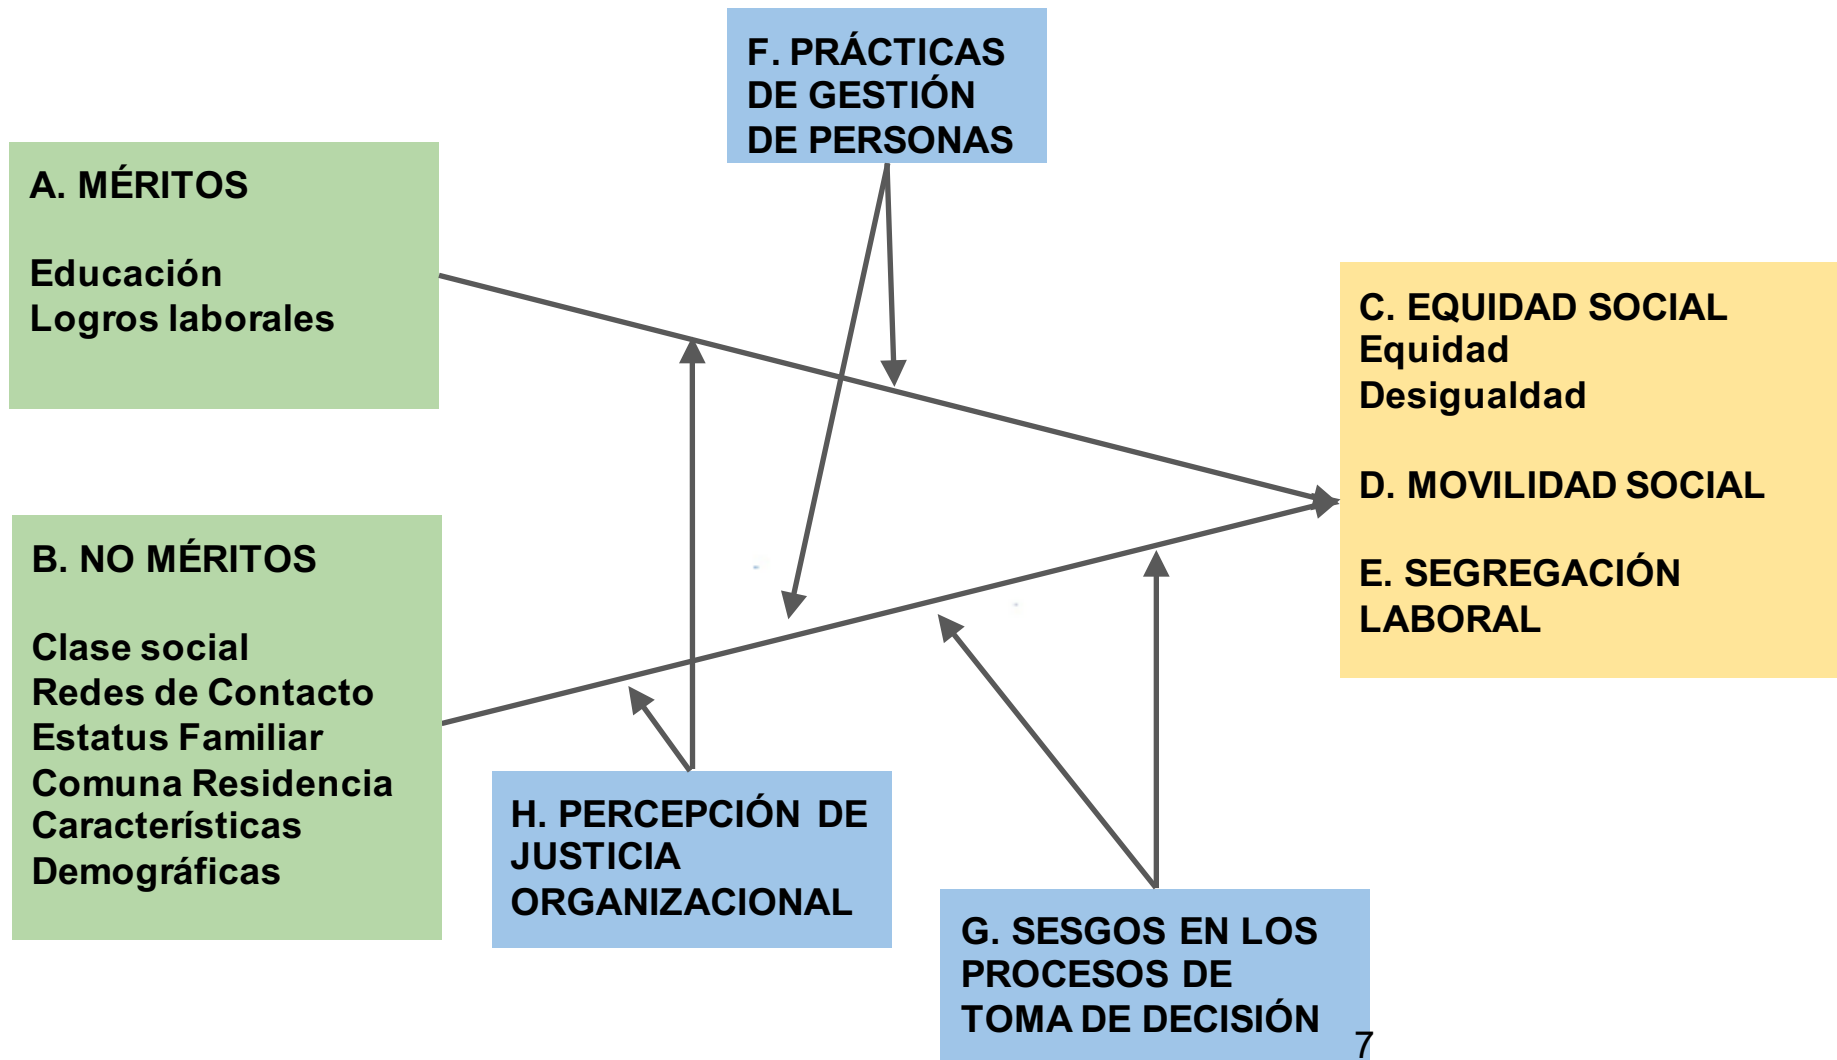 F. PRÁCTICAS
DE GESTIÓN
DE PERSONAS
A. MÉRITOS
Educación
Logros laborales
C. EQUIDAD SOCIAL
Equidad
Desigualdad
D. MOVILIDAD SOCIAL
E. SEGREGACIÓN
LABORAL
B. NO MÉRITOS
Clase social
Redes de Contacto
Estatus Familiar
Comuna Residencia
Características
Demográficas
H. PERCEPCIÓN DE
JUSTICIA
ORGANIZACIONAL
G. SESGOS EN LOS
PROCESOS DE
TOMA DE DECISIÓN
7